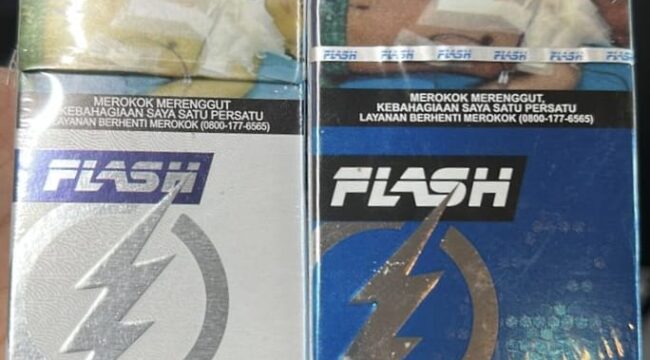 FLASH FLASH FLASH FLASH FLASH FLASH
MEROKOK MERENGGUT
KEBAHAGIAAN SAYA SATU PERSATU
LAYANAN BERHENTI MEROKOK (0800-177-6565)
FLASH
MEROKOK MERENGGUT,
KEBAHAGIAAN SAYA SATU PERSATU
LAYANAN BERHENTI MEROKOK (0800-177-6565)
FLASH